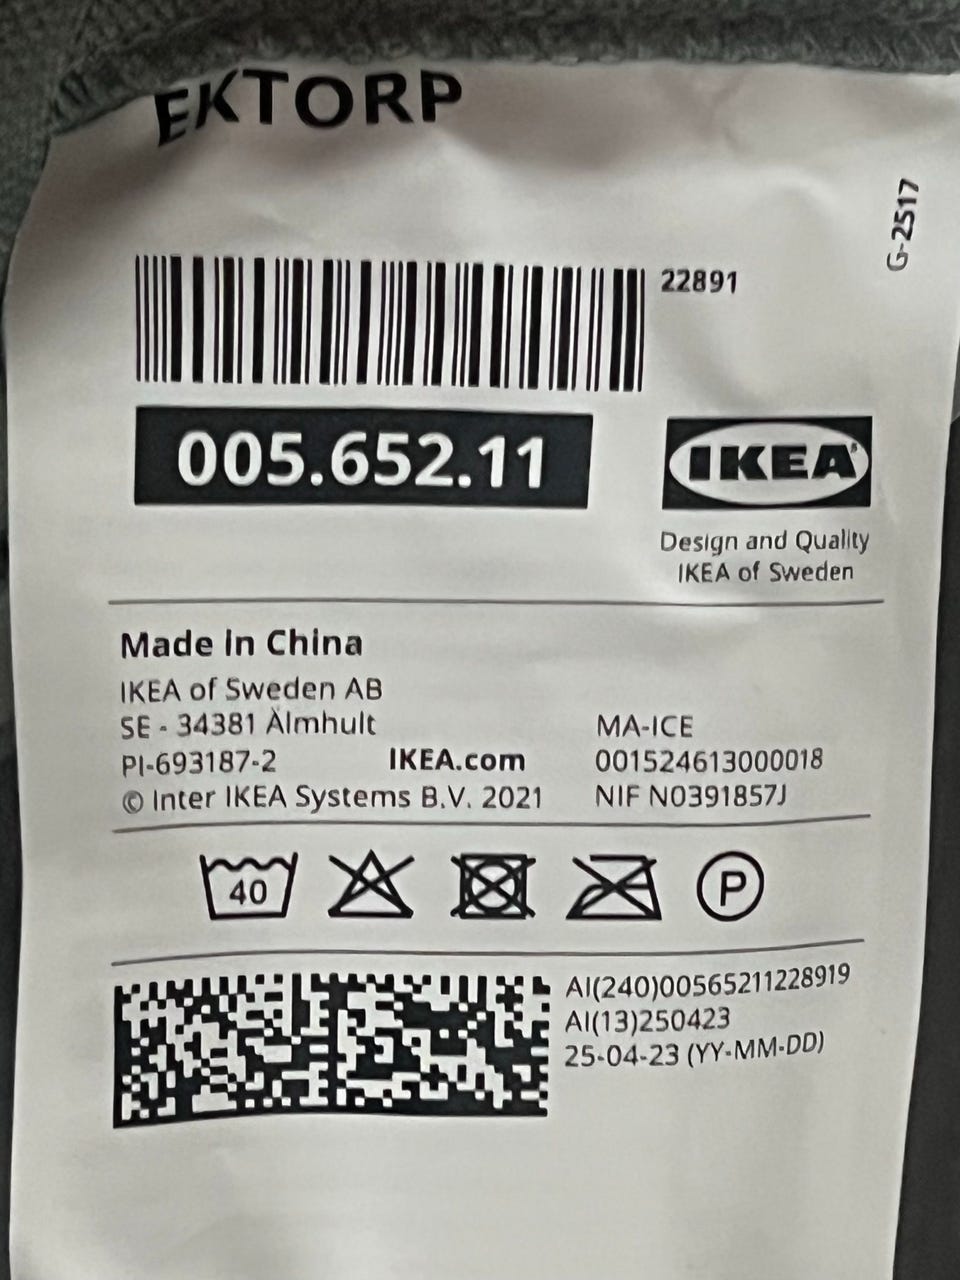 EKTORP
G-2517
22891
005.652.11
IKEA
Design and Quality
IKEA of Sweden
Made in China
IKEA of Sweden AB
SE - 34381 Älmhult
PI-693187-2
IKEA.com
© Inter IKEA Systems B.V. 2021
MA-ICE
001524613000018
NIF N0391857J
40
P
AI(240)00565211228919
AI(13)250423
25-04-23 (YY-MM-DD)